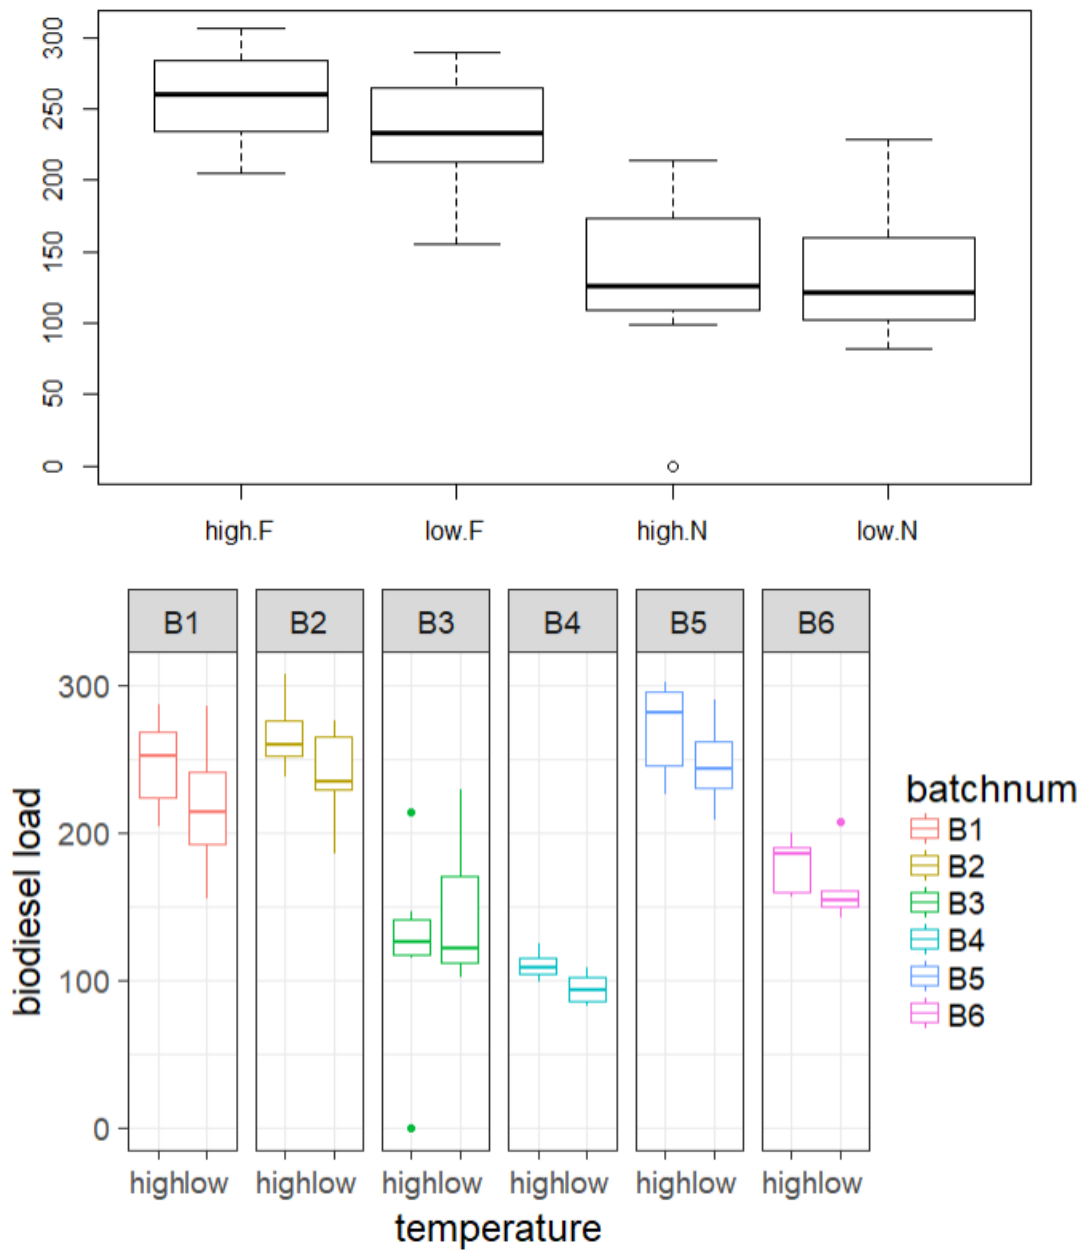 300
250
200
150
100
50
0
high.F low.F high.N low.N
B1 B2 B3 B4 B5 B6
300
200
100
0
biodiesel load
highlow highlow highlow highlow highlow highlow
temperature
batchnum
B1
B2
B3
B4
B5
B6